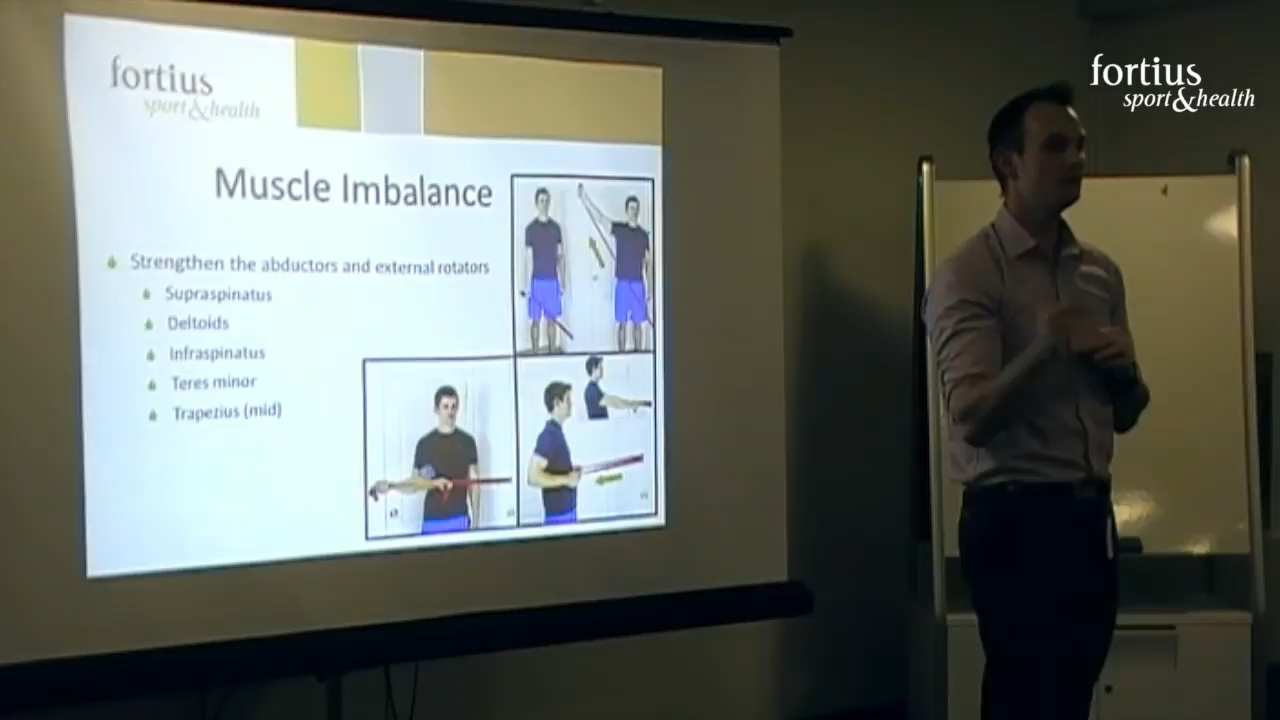 fortius
sport&health
Muscle Imbalance
Strengthen the abductors and external rotators
Supraspinatus
Deltoids
Infraspinatus
Teres minor
Trapezius (mid)
fortius
sport&health